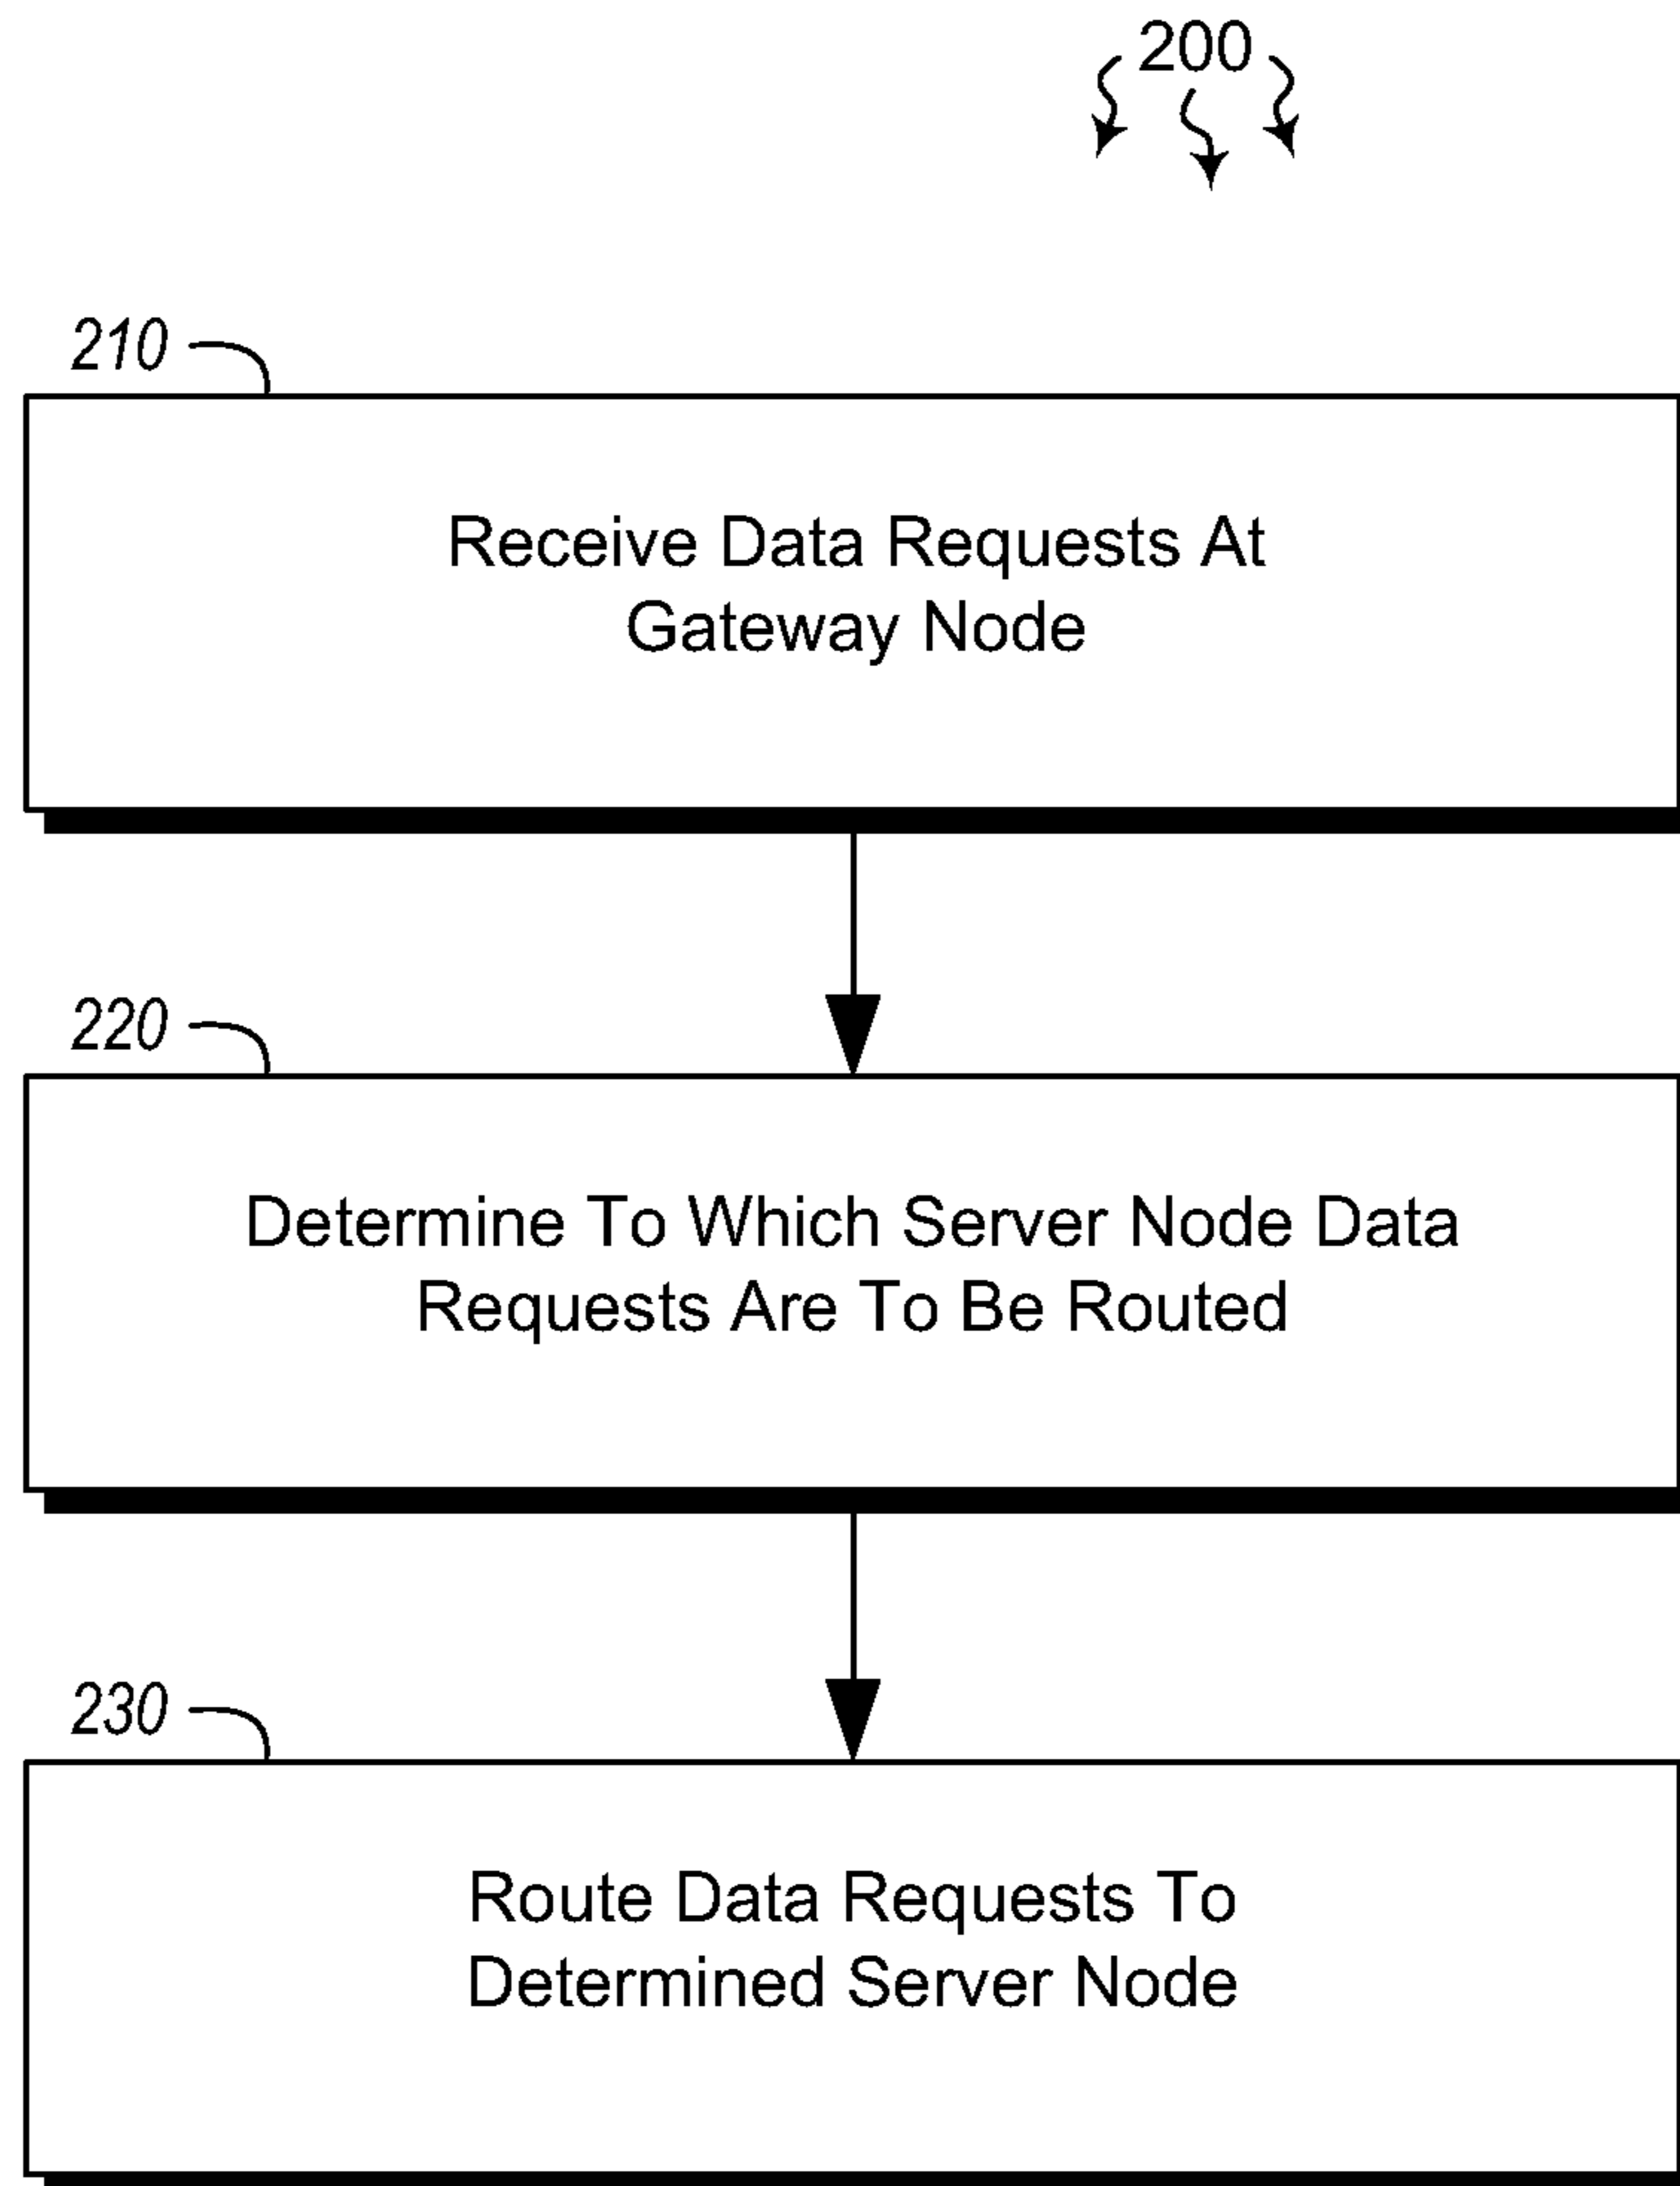 200
210
Receive Data Requests At
Gateway Node
220
Determine To Which Server Node Data
Requests Are To Be Routed
230
Route Data Requests To
Determined Server Node